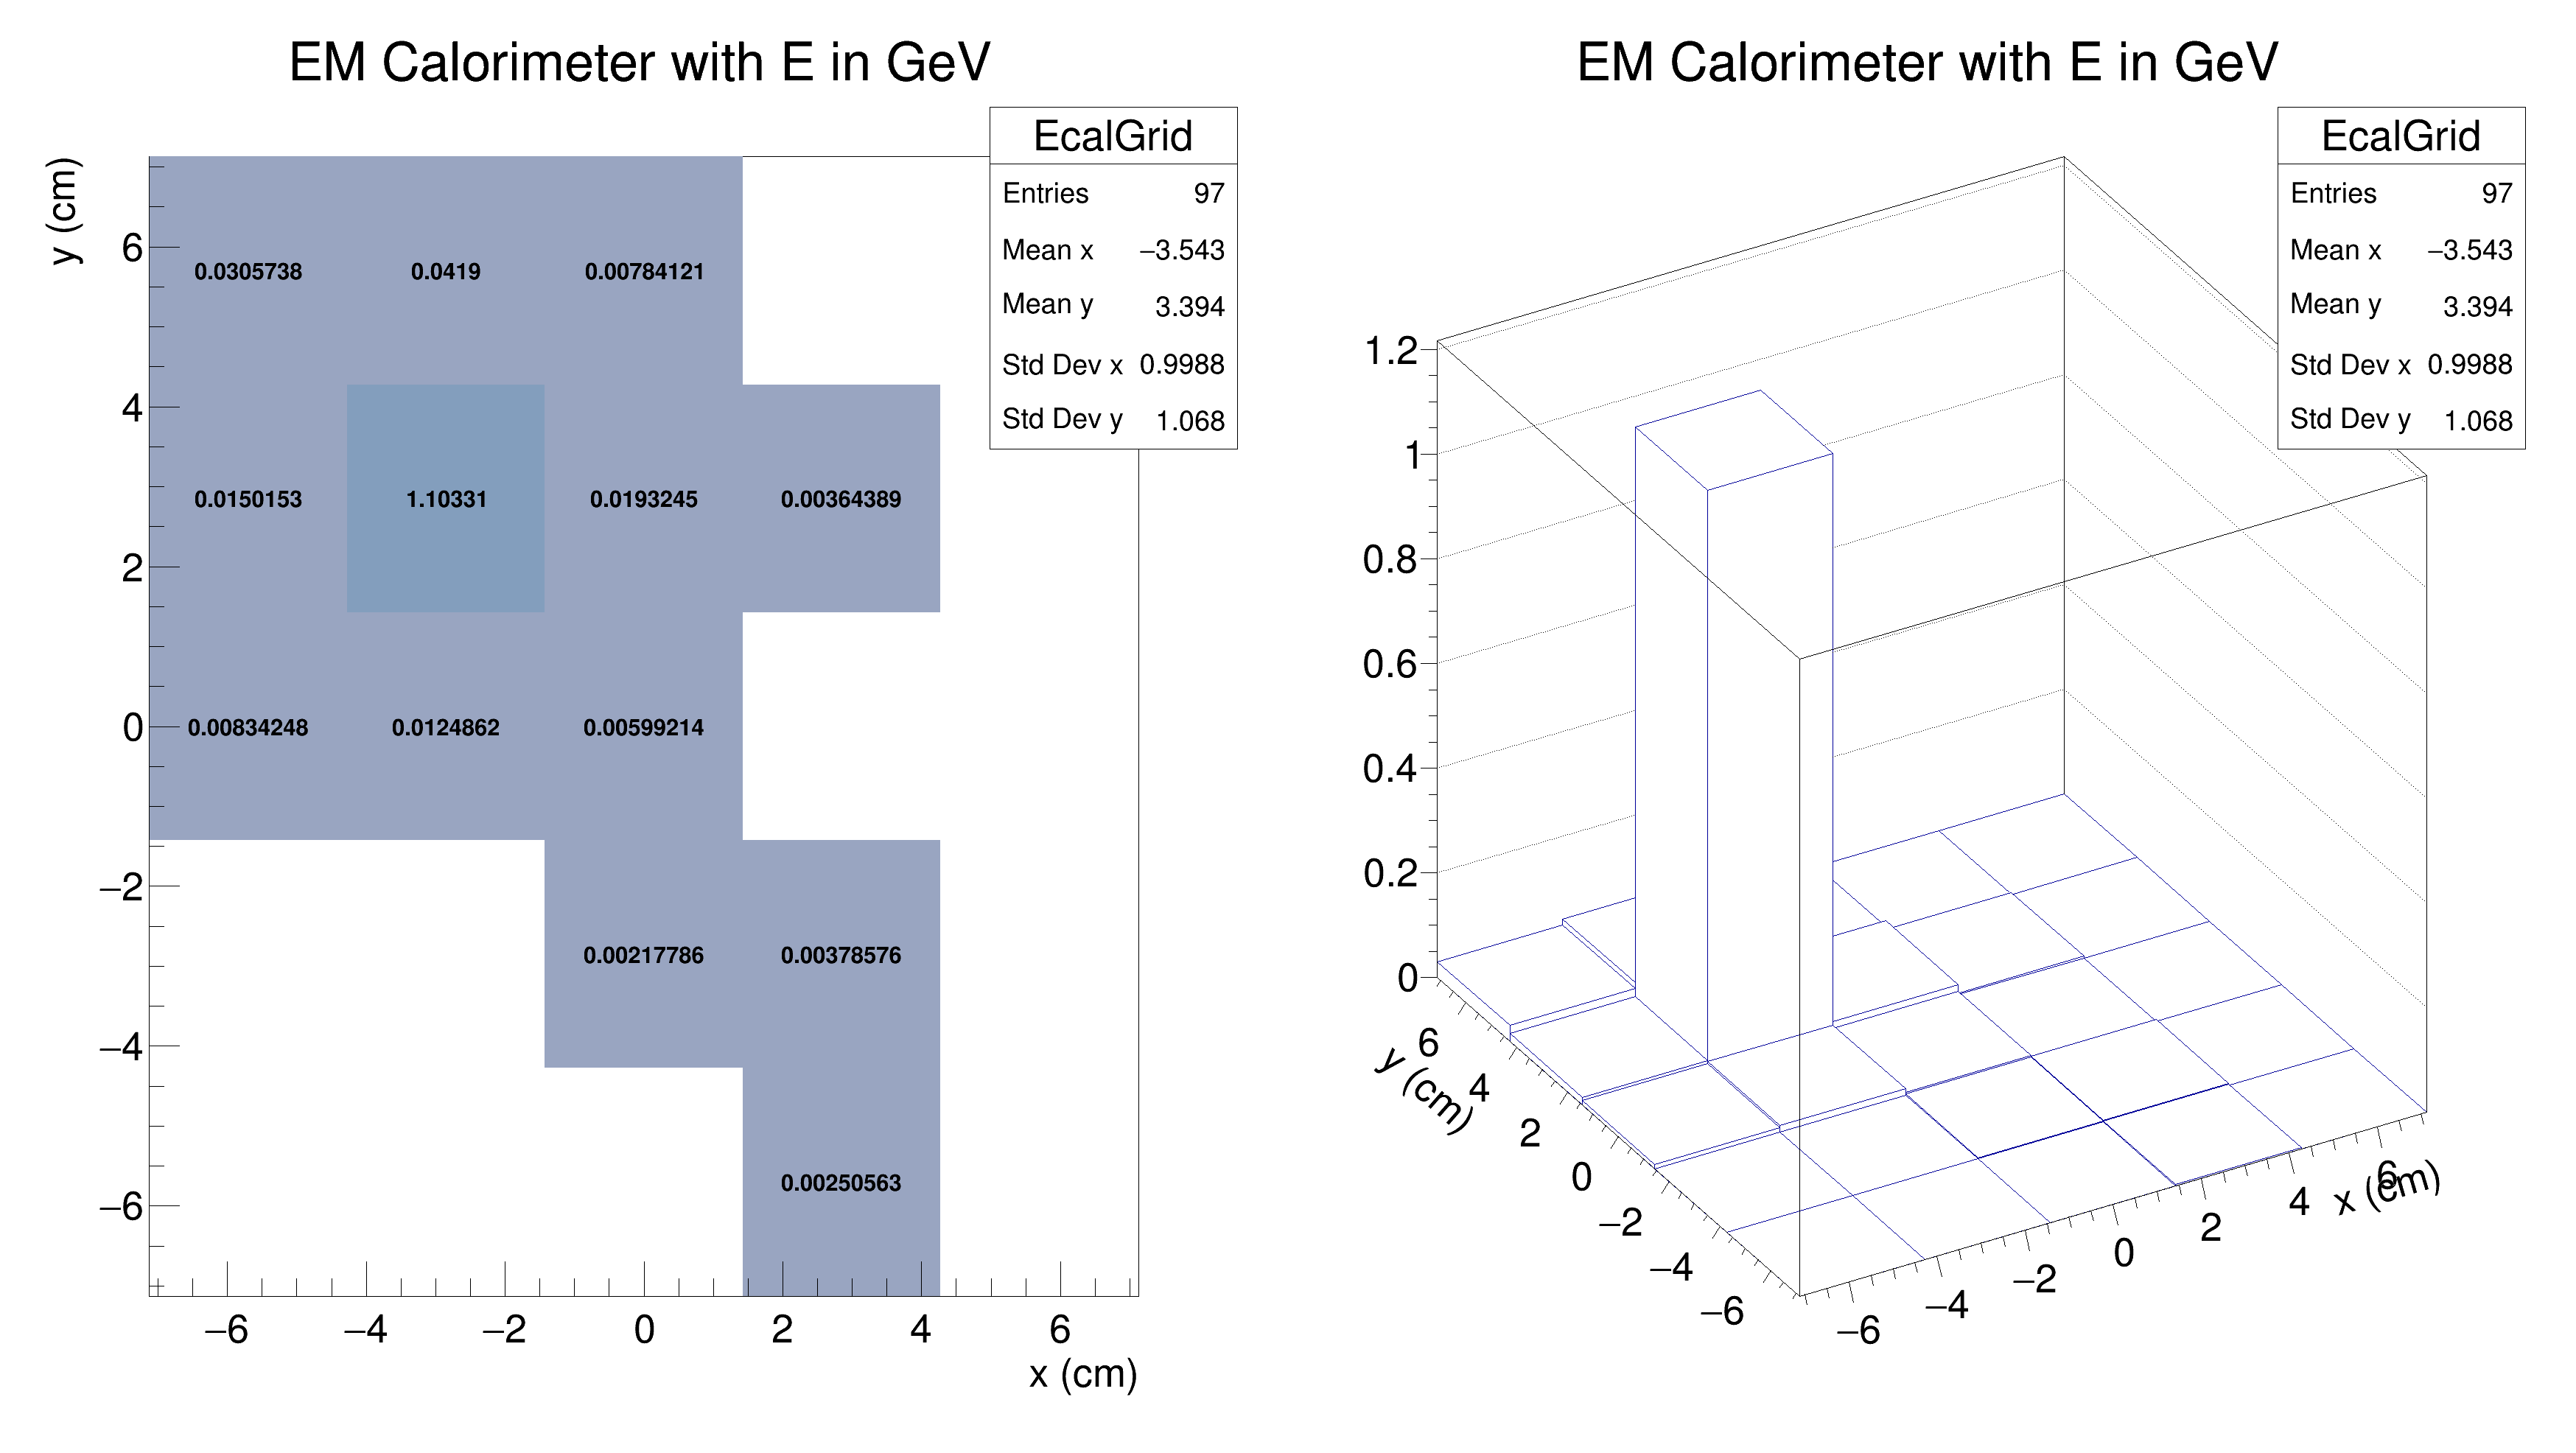 EM Calorimeter with E in GeV
EcalGrid
Entries 97
Mean x −3.543
Mean y 3.394
Std Dev x 0.9988
Std Dev y 1.068
y (cm)
6
4
2
0
−2
−4
−6
0.0305738 0.0419 0.00784121
0.0150153 1.10331 0.0193245 0.00364389
0.00834248 0.0124862 0.00599214
0.00217786 0.00378576
0.00250563
−6 −4 −2 0 2 4 6
x (cm)
EM Calorimeter with E in GeV
EcalGrid
Entries 97
Mean x −3.543
Mean y 3.394
Std Dev x 0.9988
Std Dev y 1.068
1.2
1
0.8
0.6
0.4
0.2
0
6
4
2
0
−2
−4
−6
y (cm)
−6 −4 −2 0 2 4 6
x (cm)